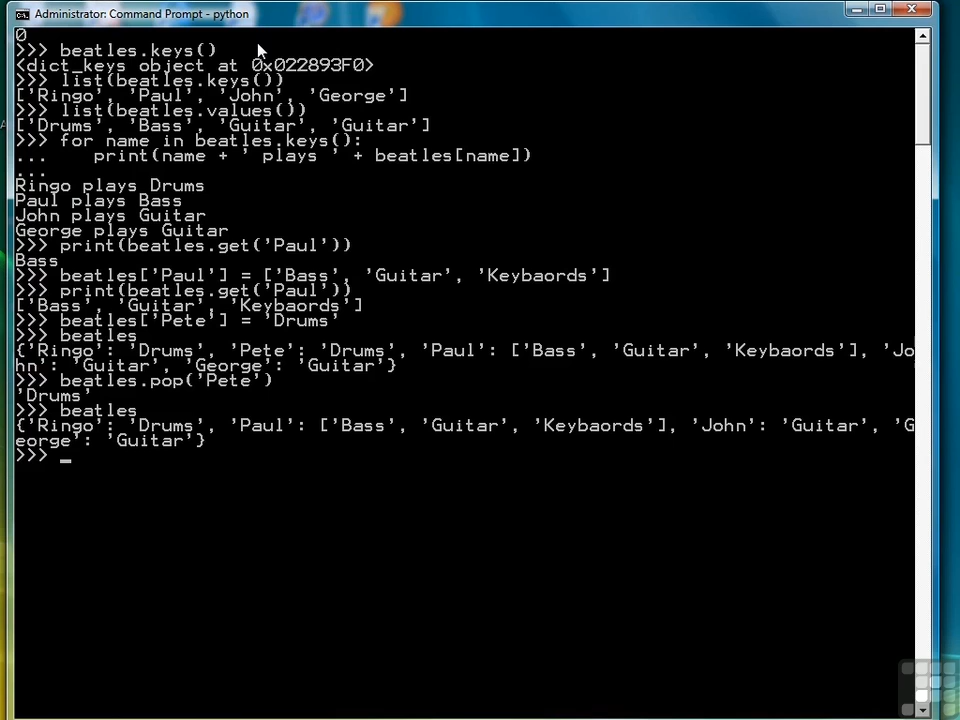 Administrator: Command Prompt - python
0
>>> beatles.keys()
<dict_keys object at 0x022893F0>
>>> list(beatles.keys())
['Ringo', 'Paul', 'John', 'George']
>>> list(beatles.values())
['Drums', 'Bass', 'Guitar', 'Guitar']
>>> for name in beatles.keys():
...    print(name + ' plays ' + beatles[name])
...
Ringo plays Drums
Paul plays Bass
John plays Guitar
George plays Guitar
>>> print(beatles.get('Paul'))
Bass
>>> beatles['Paul'] = ['Bass', 'Guitar', 'Keybaords']
>>> print(beatles.get('Paul'))
['Bass', 'Guitar', 'Keybaords']
>>> beatles['Pete'] = 'Drums'
>>> beatles
{'Ringo': 'Drums', 'Pete': 'Drums', 'Paul': ['Bass', 'Guitar', 'Keybaords'], 'Jo
hn': 'Guitar', 'George': 'Guitar'}
>>> beatles.pop('Pete')
'Drums'
>>> beatles
{'Ringo': 'Drums', 'Paul': ['Bass', 'Guitar', 'Keybaords'], 'John': 'Guitar', 'G
eorge': 'Guitar'}
>>> _